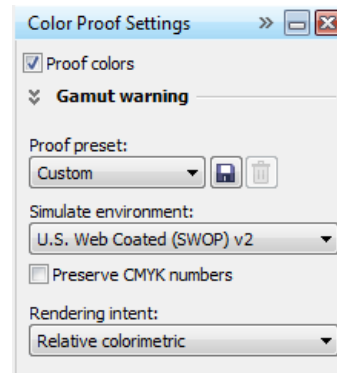 Color Proof Settings
Proof colors
Gamut warning
Proof preset:
Custom
Simulate environment:
U.S. Web Coated (SWOP) v2
Preserve CMYK numbers
Rendering intent:
Relative colorimetric